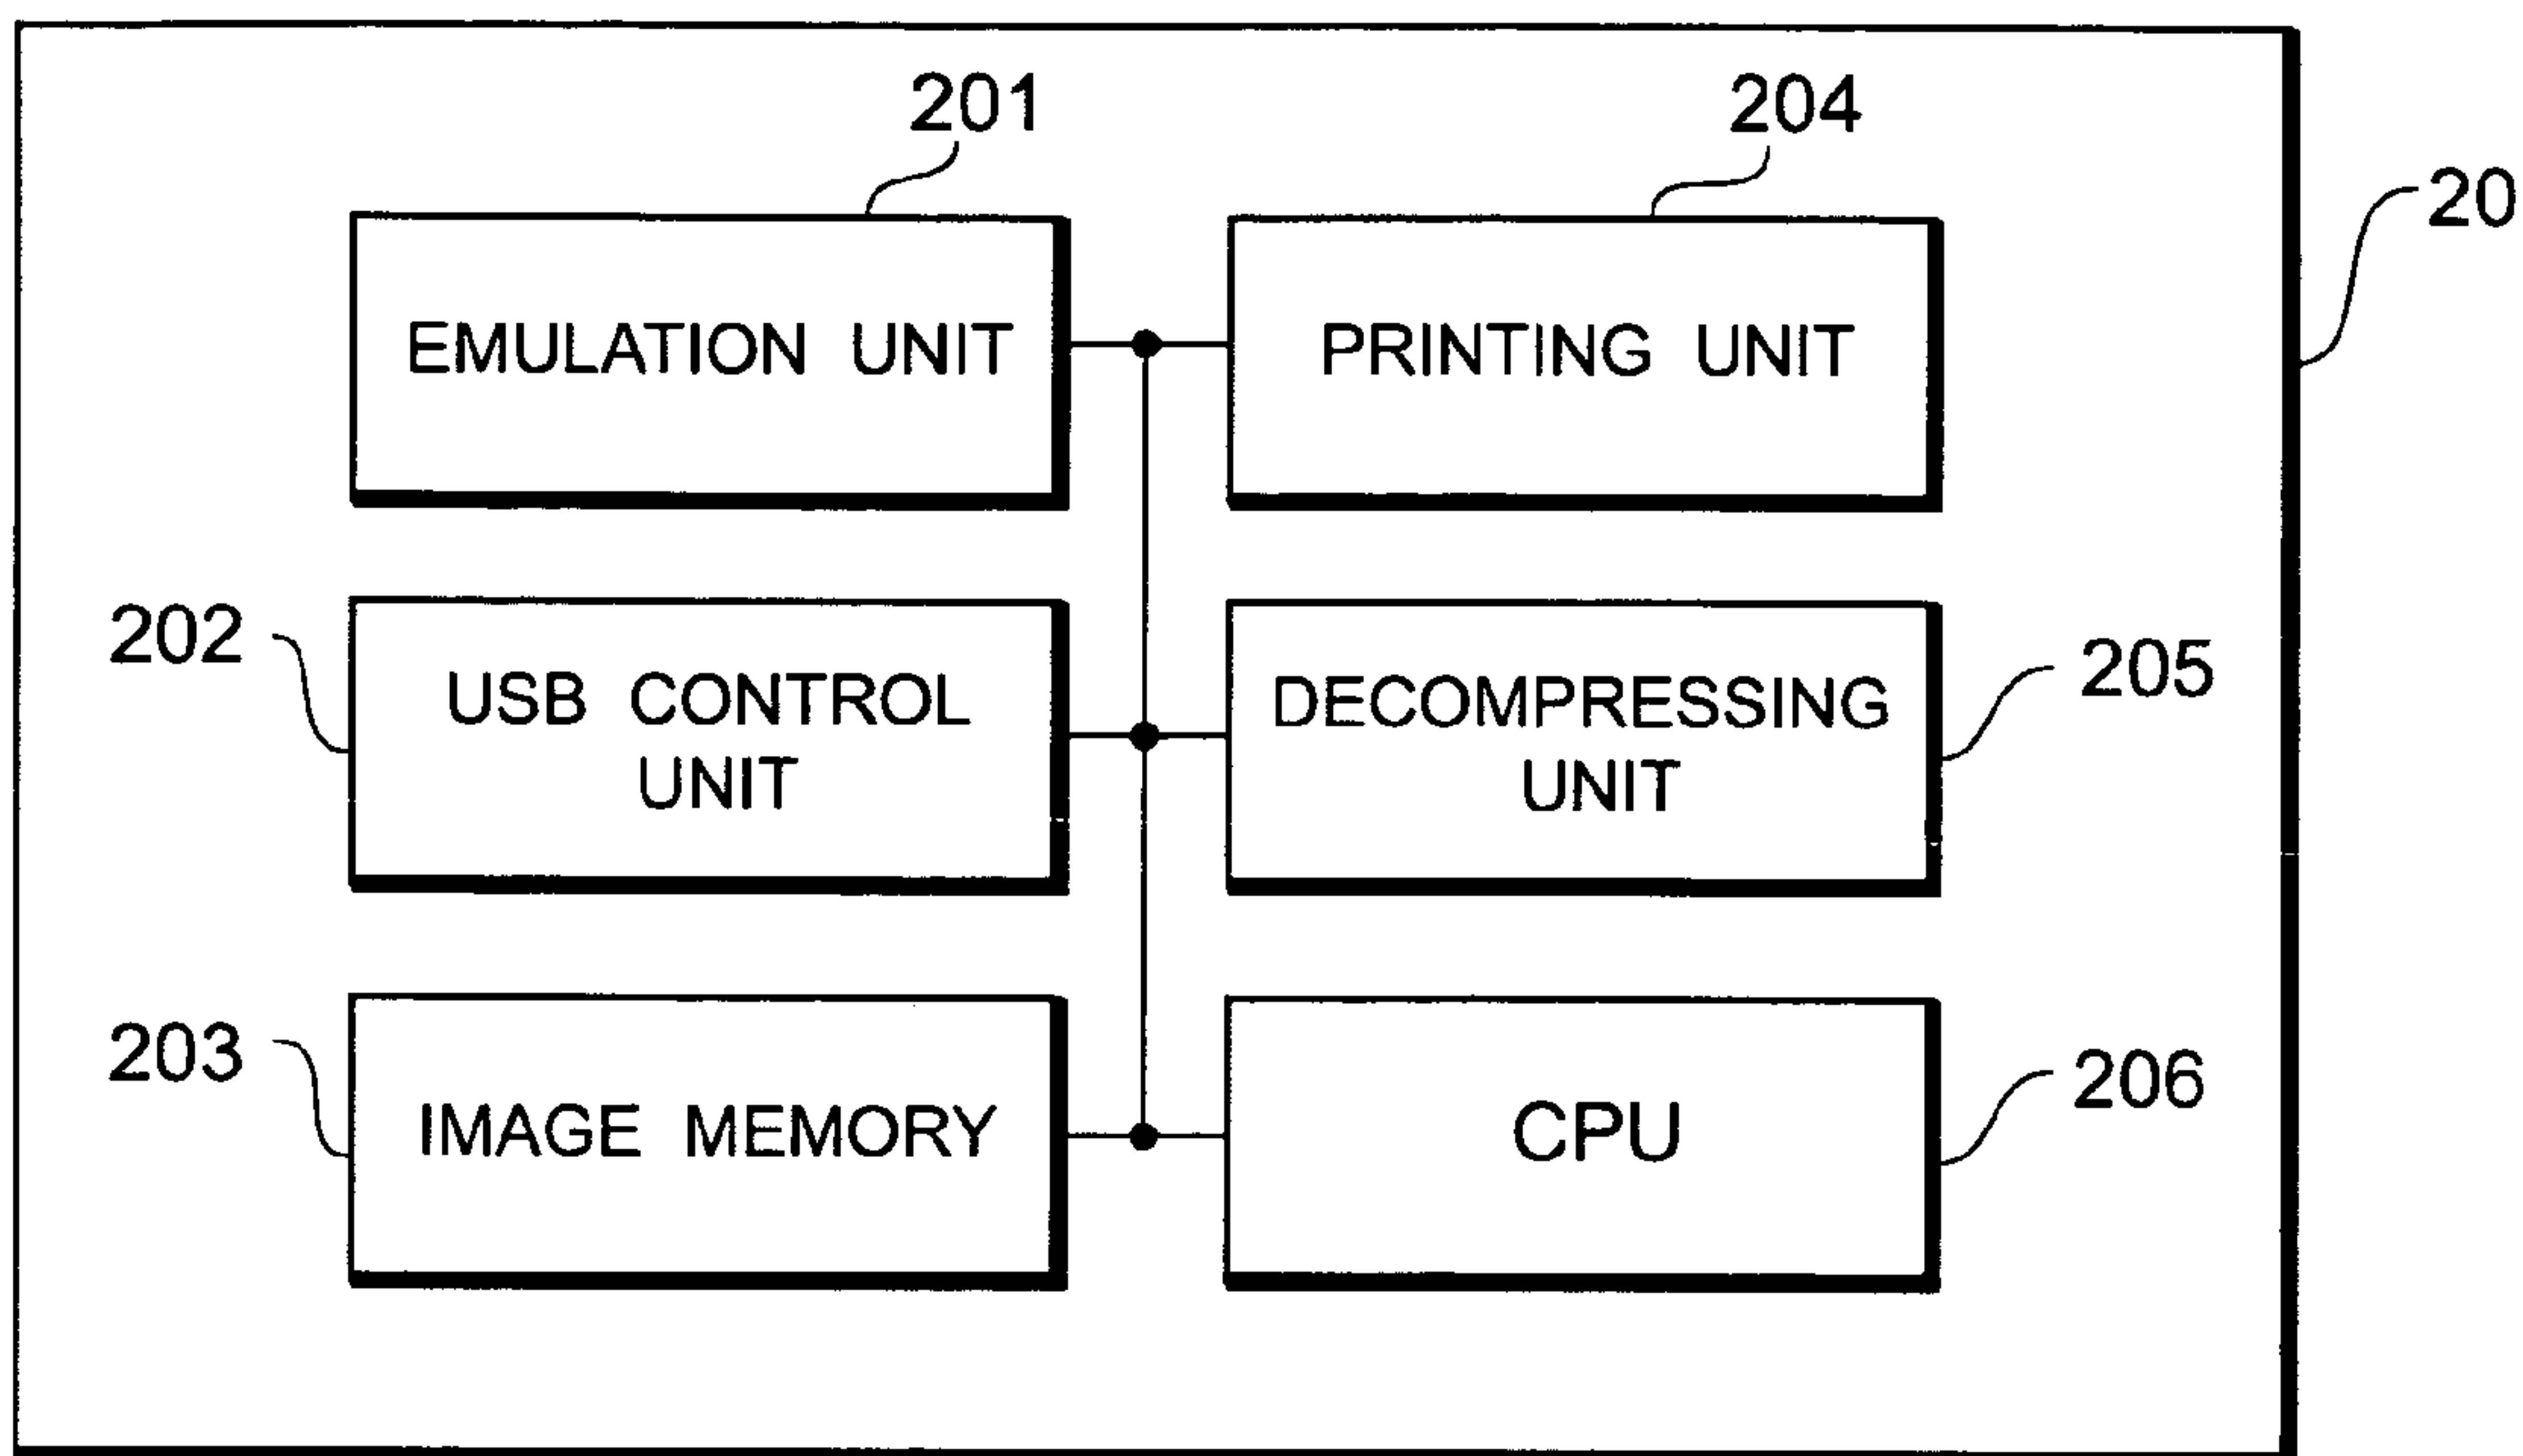 201
204
20
EMULATION UNIT
PRINTING UNIT
202
USB CONTROL
UNIT
DECOMPRESSING
UNIT
205
203
IMAGE MEMORY
CPU
206